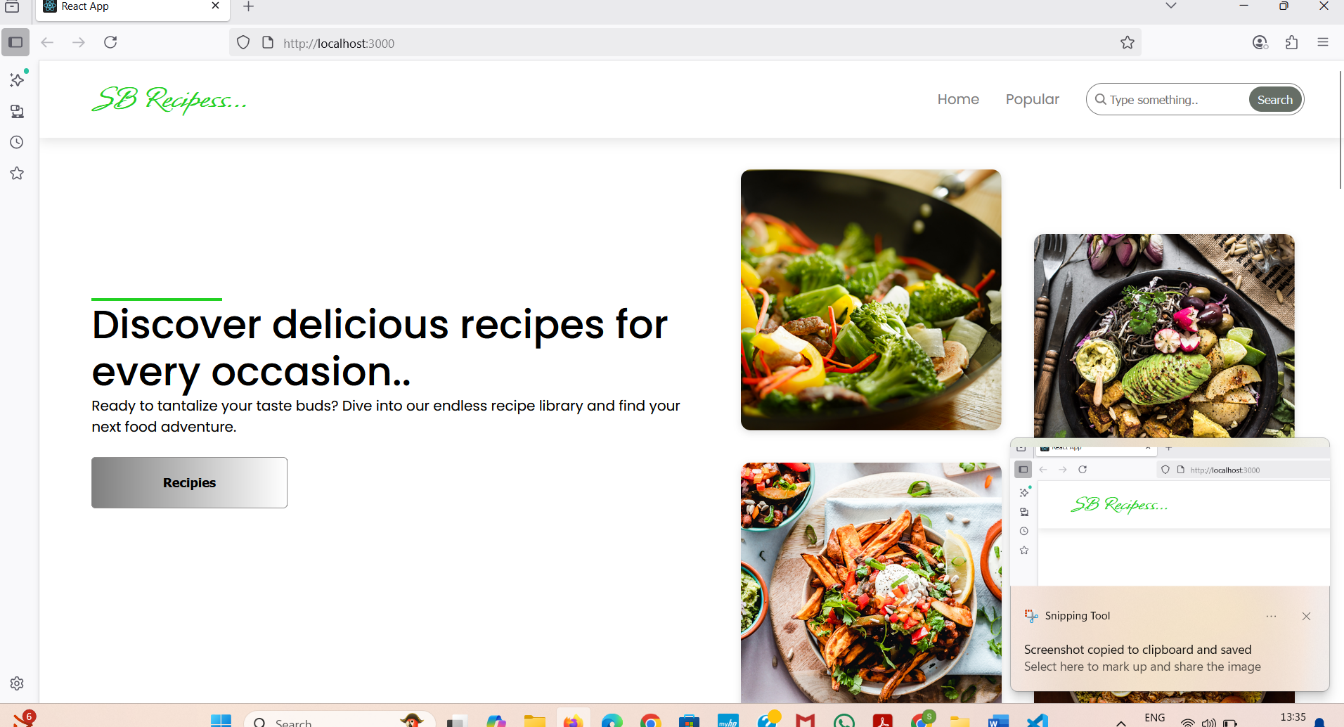 React App
http://localhost:3000
SB Recipess...
Home
Popular
Type something..
Search
Discover delicious recipes for
every occasion..
Ready to tantalize your taste buds? Dive into our endless recipe library and find your
next food adventure.
Recipies
http://localhost:3000
SB Recipess...
Snipping Tool
Screenshot copied to clipboard and saved
Select here to mark up and share the image
6
Search
S
ENG
13:35